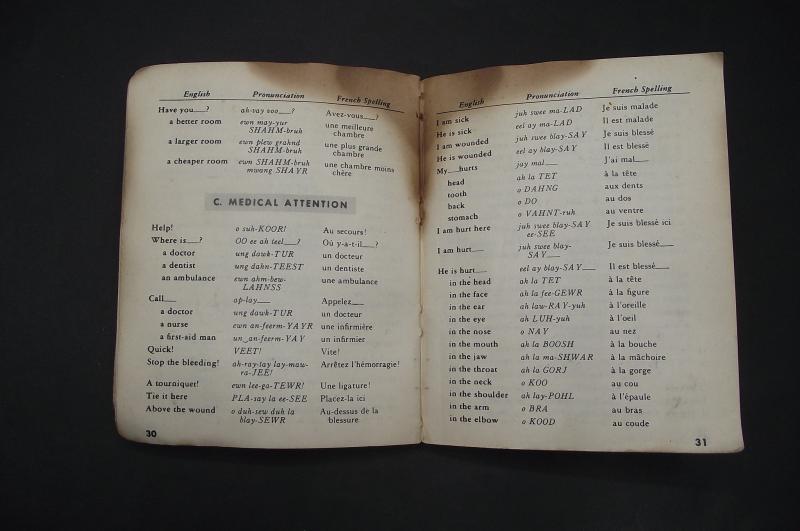 English Pronunciation French Spelling
Have you___? ah-vay voo___? Avez-vous___?
a better room ewn may-yur SHAHM-bruh une meilleure chambre
a larger room ewn plew grahnd SHAHM-bruh une plus grande chambre
a cheaper room ewn SHAHM-bruh mwang SHAYR une chambre moins chère
C. MEDICAL ATTENTION
Help! o suh-KOOR! Au secours!
Where is___? OO ee ah teel___? Où y-a-t-il___?
a doctor ung dawk-TUR un docteur
a dentist ung dahn-TEEST un dentiste
an ambulance ewn ahm-bew-LAHNSS une ambulance
Call___ ap-lay___ Appelez___
a doctor ung dawk-TUR un docteur
a nurse ewn an-feerm-YAYR une infirmière
a first-aid man un_an-feerm-YAY un infirmier
Quick! VEET! Vite!
Stop the bleeding! ah-ray-tay lay-maw-ra-JEE! Arrêtez l'hémorragie!
A tourniquet! ewn lee-ga-TEWR! Une ligature!
Tie it here PLA-say la ee-SEE Placez-la ici
Above the wound o duh-sew duh la blay-SEWR Au-dessus de la blessure
30
English Pronunciation French Spelling
I am sick juh swee ma-LAD Je suis malade
He is sick eel ay ma-LAD Il est malade
I am wounded juh swee blay-SAY Je suis blessé
He is wounded eel ay blay-SAY Il est blessé
My___hurts jay mal___ J'ai mal___
head ah la TET à la tête
tooth o DAHNG aux dents
back o DO au dos
stomach o VAHNT-ruh au ventre
I am hurt here juh swee blay-SAY ee-SEE Je suis blessé ici
I am hurt___ juh swee blay-SAY___ Je suis blessé___
He is hurt___ eel ay blay-SAY___ Il est blessé___
in the head ah la TET à la tête
in the face ah la fee-GEWR à la figure
in the ear ah law-RAY-yuh à l'oreille
in the eye ah LUH-yuh à l'oeil
in the nose o NAY au nez
in the mouth ah la BOOSH à la bouche
in the jaw ah la ma-SHWAR à la mâchoire
in the throat ah la GORJ à la gorge
in the neck o KOO au cou
in the shoulder ah lay-POHL à l'épaule
in the arm o BRA au bras
in the elbow o KOOD au coude
31